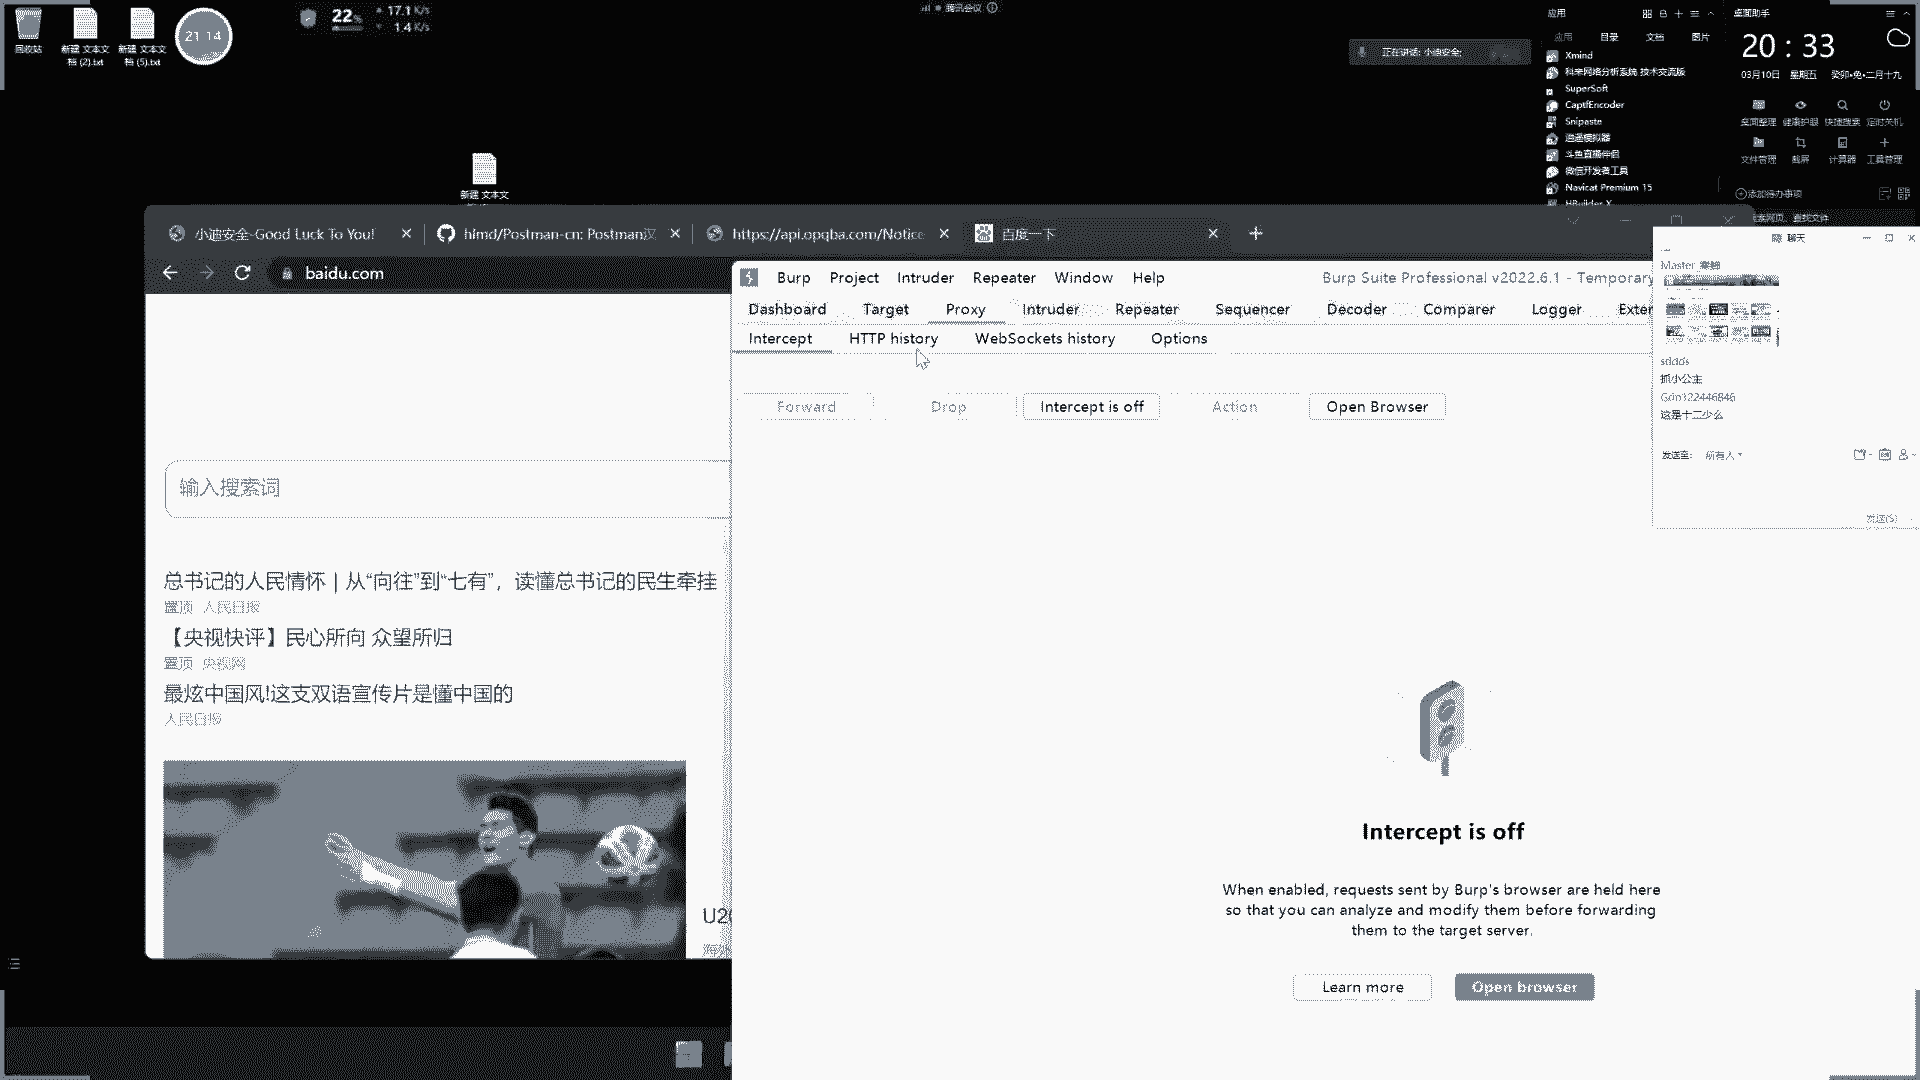 回收站
新建 文本文
档 (2).txt
新建 文本文
档 (5).txt
21 14
22%
17.1 K/s
1.4 K/s
腾讯会议
正在讲话: 小迪安全;
应用
应用 目录 文档 图片
Xmind
科来网络分析系统 技术交流版
SuperSoft
CaptfEncoder
Snipaste
逍遥模拟器
斗鱼直播伴侣
微信开发者工具
Navicat Premium 15
HBuilder X
桌面助手
20 : 33
03月10日 星期五 癸卯•兔•二月十九
桌面整理 健康护眼 快捷搜索 定时关机
文件管理 截屏 计算器 工具管理
添加待办事项
新建 文本文
小迪安全-Good Luck To You!
hlmd/Postman-cn: Postman汉
https://api.opqba.com/Notice
百度一下
baidu.com
输入搜索词
总书记的人民情怀 | 从“向往”到“七有”，读懂总书记的民生牵挂
置顶 人民日报
【央视快评】民心所向 众望所归
置顶 央视网
最炫中国风!这支双语宣传片是懂中国的
人民日报
Burp Project Intruder Repeater Window Help
Burp Suite Professional v2022.6.1 - Temporary
Dashboard Target Proxy Intruder Repeater Sequencer Decoder Comparer Logger Exter
Intercept HTTP history WebSockets history Options
Forward Drop Intercept is off Action Open Browser
Intercept is off
When enabled, requests sent by Burp's browser are held here
so that you can analyze and modify them before forwarding
them to the target server.
Learn more Open browser
聊天
sddds
抓小公主
这是十二少么
发送至: 所有人
发送(S)